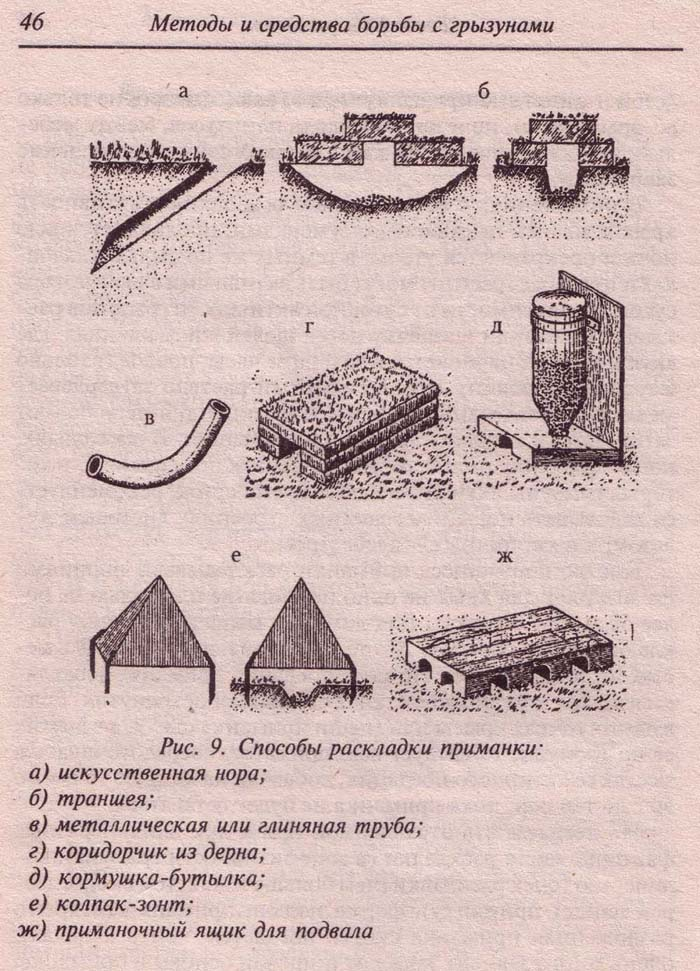 46 Методы и средства борьбы с грызунами
а б
г д
в
е ж
Рис. 9. Способы раскладки приманки:
а) искусственная нора;
б) траншея;
в) металлическая или глиняная труба;
г) коридорчик из дерна;
д) кормушка-бутылка;
е) колпак-зонт;
ж) приманочный ящик для подвала